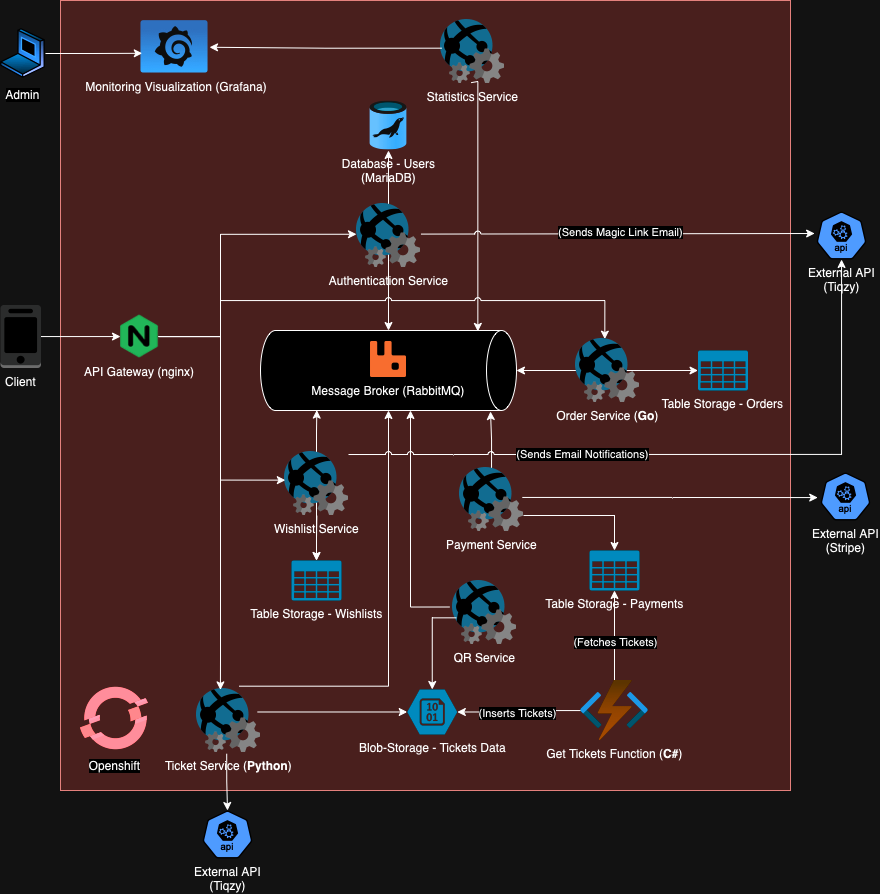 Admin
Monitoring Visualization (Grafana)
Statistics Service
Database - Users
(MariaDB)
Authentication Service
(Sends Magic Link Email)
api
External API
(Tiqzy)
Client
N
API Gateway (nginx)
Message Broker (RabbitMQ)
Order Service (Go)
Table Storage - Orders
(Sends Email Notifications)
Wishlist Service
Payment Service
api
External API
(Stripe)
Table Storage - Wishlists
Table Storage - Payments
QR Service
(Fetches Tickets)
Openshift
Ticket Service (Python)
10
01
Blob-Storage - Tickets Data
(Inserts Tickets)
Get Tickets Function (C#)
api
External API
(Tiqzy)